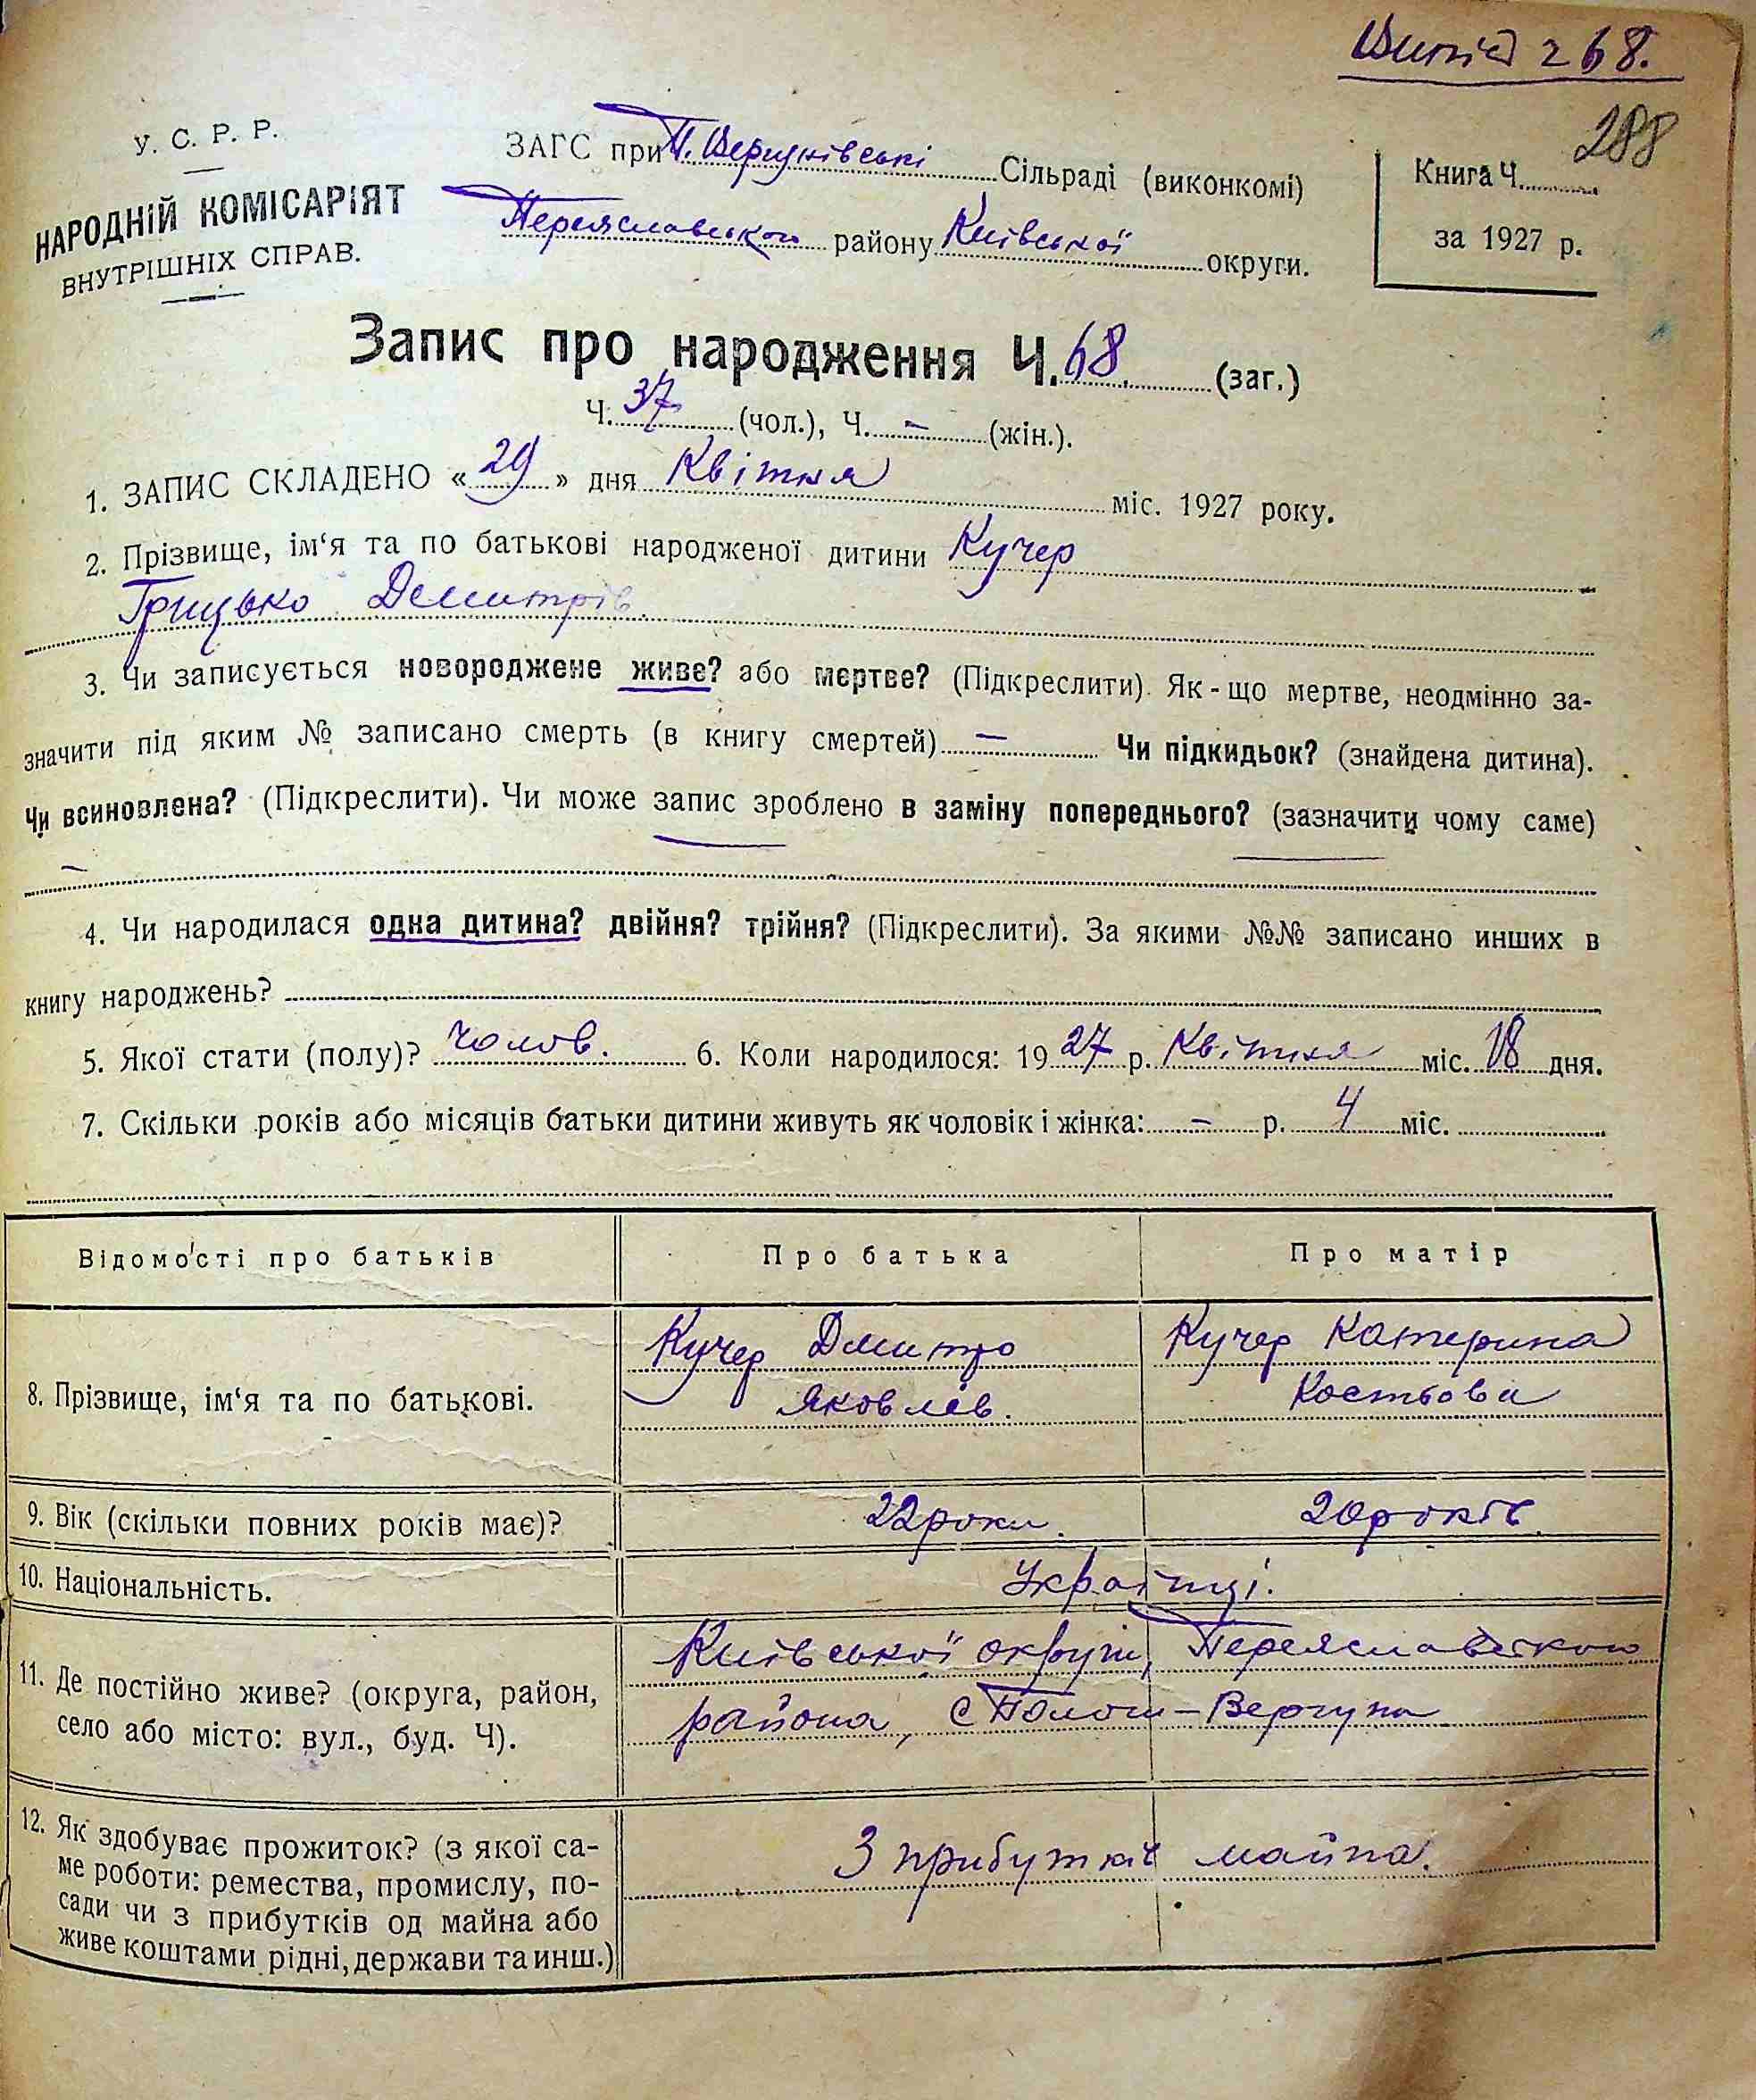 Випис 268.
288
У. С. Р. Р.
НАРОДНІЙ КОМІСАРІЯТ
ВНУТРІШНІХ СПРАВ.
ЗАГС при П. Вергунівські Сільраді (виконкомі)
Переяславського району Київської округи.
Книга Ч.
за 1927 р.
Запис про народження Ч. 68 (заг.)
Ч. 37 (чол.), Ч. – (жін.).
1. ЗАПИС СКЛАДЕНО « 29 » дня Квітня міс. 1927 року.
2. Прізвище, ім‘я та по батькові народженої дитини Кучер
Грицько Демитрів.
3. Чи записується новороджене живе? або мертве? (Підкреслити). Як-що мертве, неодмінно за-
значити під яким № записано смерть (в книгу смертей) – Чи підкидьок? (знайдена дитина).
Чи всиновлена? (Підкреслити). Чи може запис зроблено в заміну попереднього? (зазначити чому саме)
–
4. Чи народилася одна дитина? двійня? трійня? (Підкреслити). За якими №№ записано инших в
книгу народжень?
5. Якої стати (полу)? Чолов. 6. Коли народилося: 1927 р. Квітня міс. 18 дня.
7. Скільки років або місяців батьки дитини живуть як чоловік і жінка: – р. 4 міс.
Відомости про батьків Про батька Про матір
8. Прізвище, ім‘я та по батькові. Кучер Дмитро Кучер Катерина
Яковлев. Костьова
9. Вік (скільки повних років має)? 22 роки. 20 років.
10. Національність. Українці.
11. Де постійно живе? (округа, район, село або місто: вул., буд. Ч). Київської округи, Переяславського
района, с Пологи-Вергуна
12. Як здобуває прожиток? (з якої са-
ме роботи: ремества, промислу, по-
сади чи з прибутків од майна або
живе коштами рідні, держави та инш.) З прибутків майна.